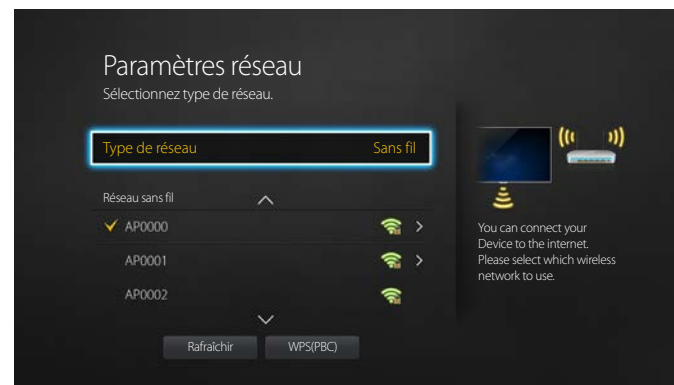 Paramètres réseau
Sélectionnez type de réseau.
Type de réseau Sans fil
Réseau sans fil
AP0000
AP0001
AP0002
Rafraîchir WPS(PBC)
You can connect your
Device to the internet.
Please select which wireless
network to use.